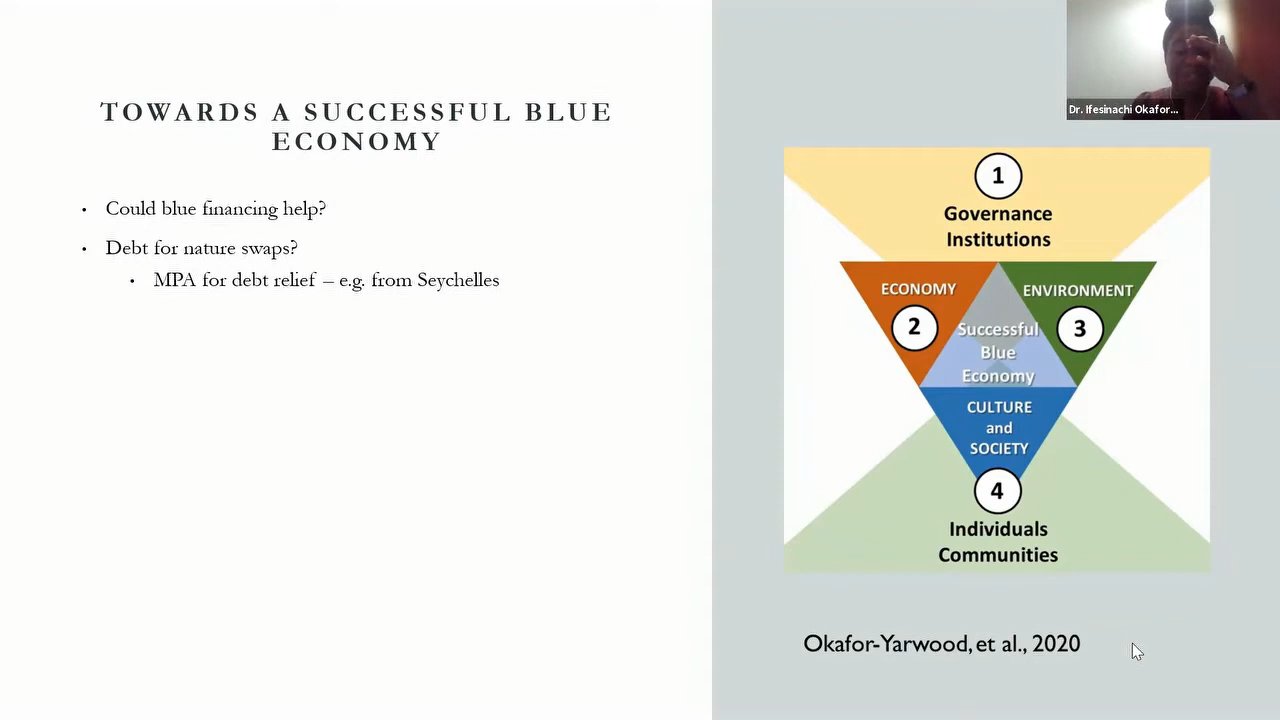 TOWARDS A SUCCESSFUL BLUE
ECONOMY
• Could blue financing help?
• Debt for nature swaps?
• MPA for debt relief – e.g. from Seychelles
Dr. Ifesinachi Okafor...
1
Governance
Institutions
ECONOMY
2
ENVIRONMENT
3
Successful
Blue
Economy
CULTURE
and
SOCIETY
4
Individuals
Communities
Okafor-Yarwood, et al., 2020